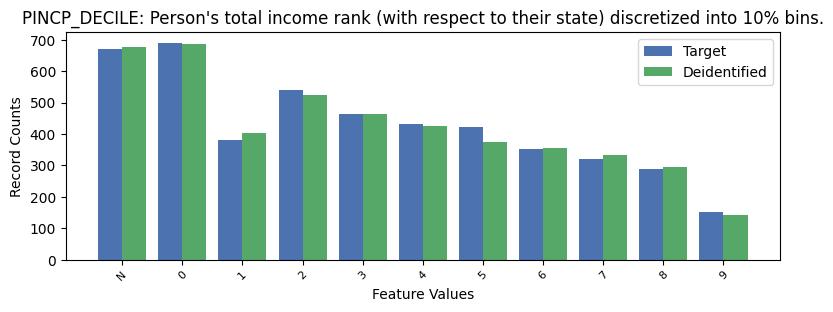 PINCP_DECILE: Person's total income rank (with respect to their state) discretized into 10% bins.
Target
Deidentified
Record Counts
700
600
500
400
300
200
100
0
N 0 1 2 3 4 5 6 7 8 9
Feature Values